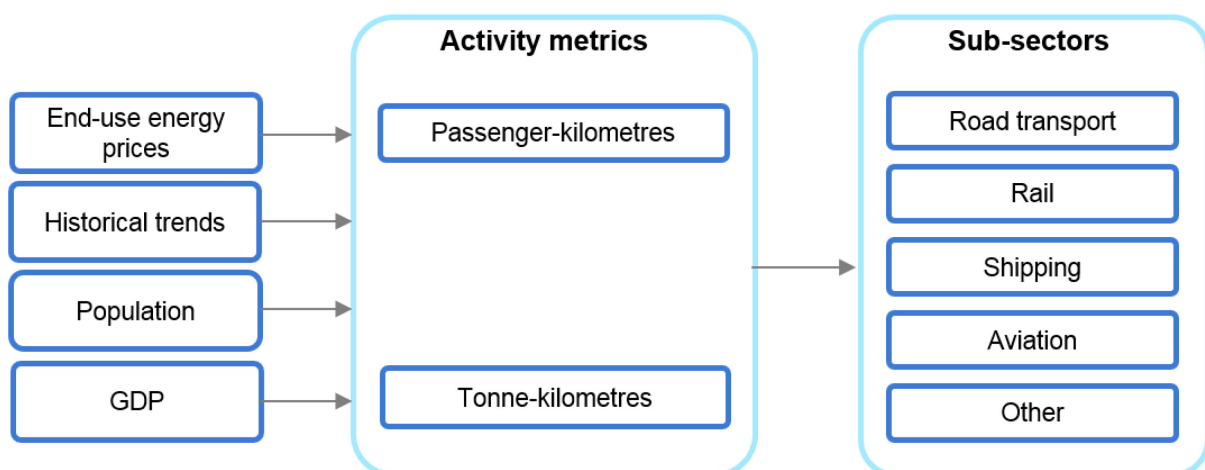 Activity metrics
Sub-sectors
End-use energy
prices
Historical trends
Population
GDP
Passenger-kilometres
Tonne-kilometres
Road transport
Rail
Shipping
Aviation
Other